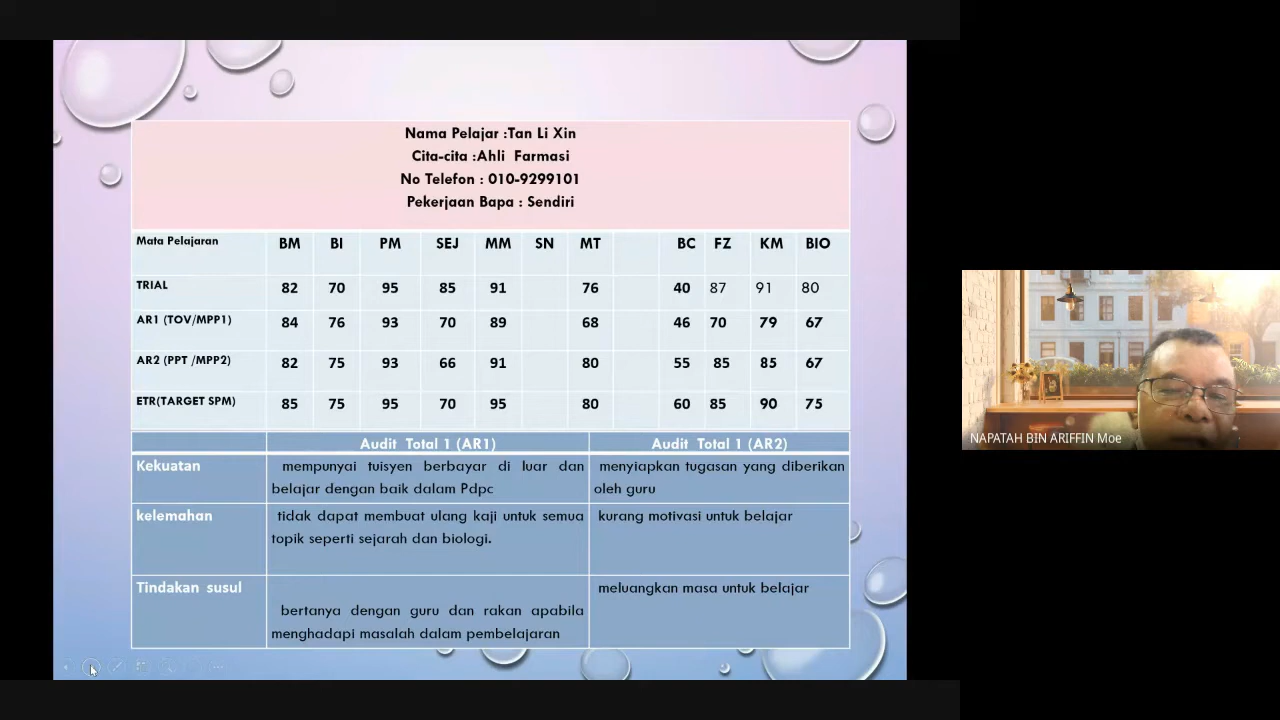 Nama Pelajar :Tan Li Xin
Cita-cita :Ahli Farmasi
No Telefon : 010-9299101
Pekerjaan Bapa : Sendiri
Mata Pelajaran BM BI PM SEJ MM SN MT BC FZ KM BIO
TRIAL 82 70 95 85 91 76 40 87 91 80
AR1 (TOV/MPP1) 84 76 93 70 89 68 46 70 79 67
AR2 (PPT /MPP2) 82 75 93 66 91 80 55 85 85 67
ETR(TARGET SPM) 85 75 95 70 95 80 60 85 90 75
Audit Total 1 (AR1) Audit Total 1 (AR2)
Kekuatan mempunyai tuisyen berbayar di luar dan menyiapkan tugasan yang diberikan
belajar dengan baik dalam Pdpc oleh guru
kelemahan tidak dapat membuat ulang kaji untuk semua kurang motivasi untuk belajar
topik seperti sejarah dan biologi.
Tindakan susul meluangkan masa untuk belajar
bertanya dengan guru dan rakan apabila
menghadapi masalah dalam pembelajaran
NAPATAH BIN ARIFFIN Moe